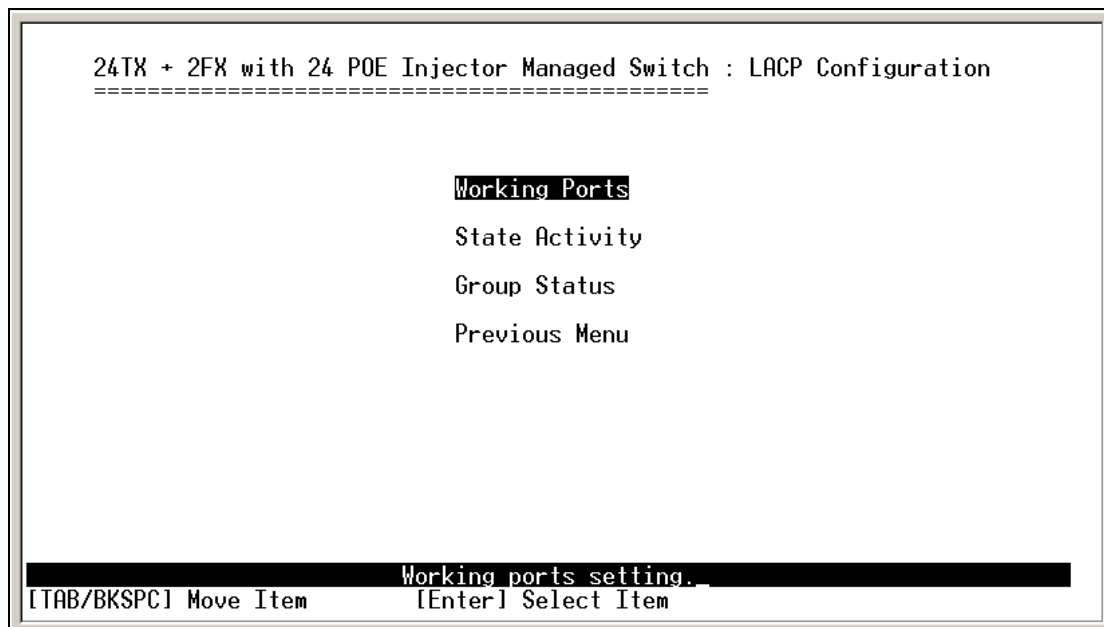 24TX + 2FX with 24 POE Injector Managed Switch : LACP Configuration
==============================================
Working Ports
State Activity
Group Status
Previous Menu
Working ports setting._
[TAB/BKSPC] Move Item [Enter] Select Item